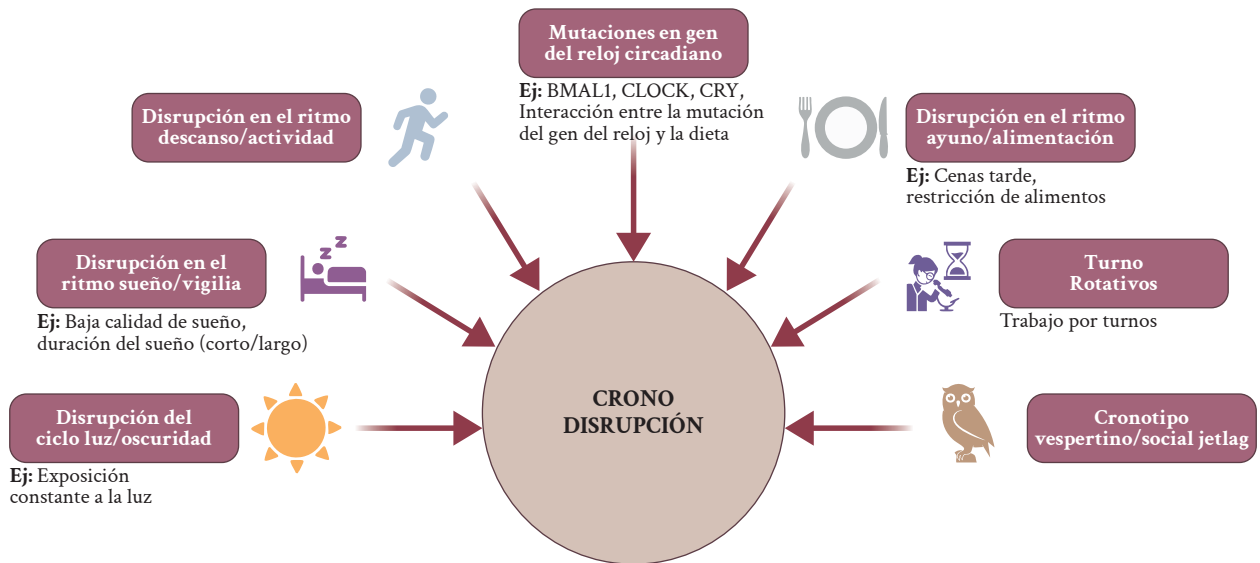 Mutaciones en gen
del reloj circadiano
Ej: BMAL1, CLOCK, CRY,
Interacción entre la mutación
del gen del reloj y la dieta
Disrupción en el ritmo
descanso/actividad
Disrupción en el ritmo
ayuno/alimentación
Ej: Cenas tarde,
restricción de alimentos
Disrupción en el
ritmo sueño/vigilia
Ej: Baja calidad de sueño,
duración del sueño (corto/largo)
z z z
Turno
Rotativos
Trabajo por turnos
Disrupción del
ciclo luz/oscuridad
Ej: Exposición
constante a la luz
CRONO
DISRUPCIÓN
Cronotipo
vespertino/social jetlag